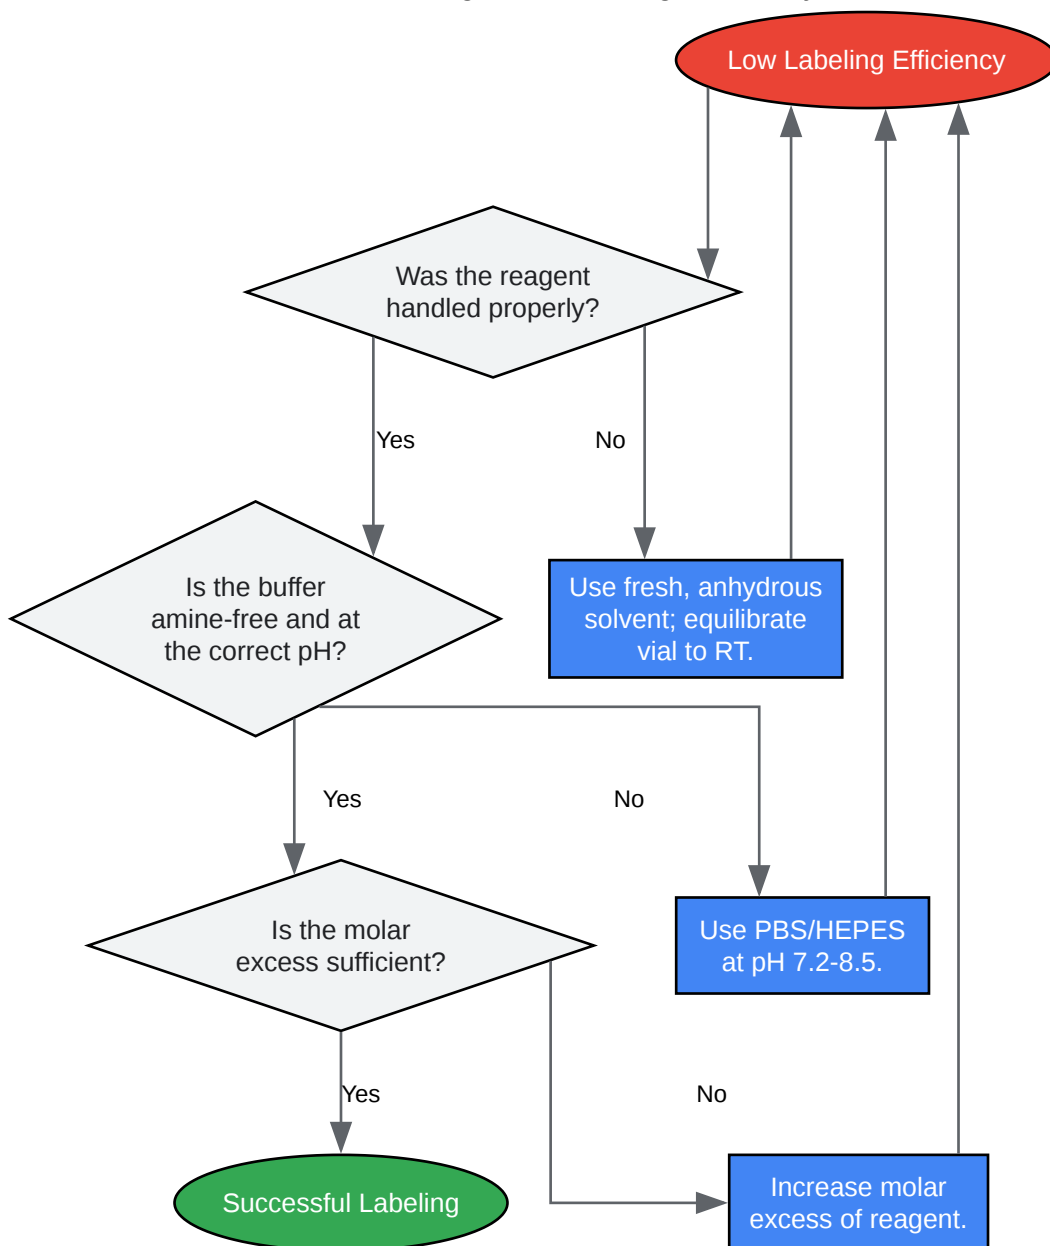 Low Labeling Efficiency
Was the reagent
handled properly?
Yes
No
Is the buffer
amine-free and at
the correct pH?
Use fresh, anhydrous
solvent; equilibrate
vial to RT.
Yes
No
Is the molar
excess sufficient?
Use PBS/HEPES
at pH 7.2-8.5.
Yes
No
Successful Labeling
Increase molar
excess of reagent.